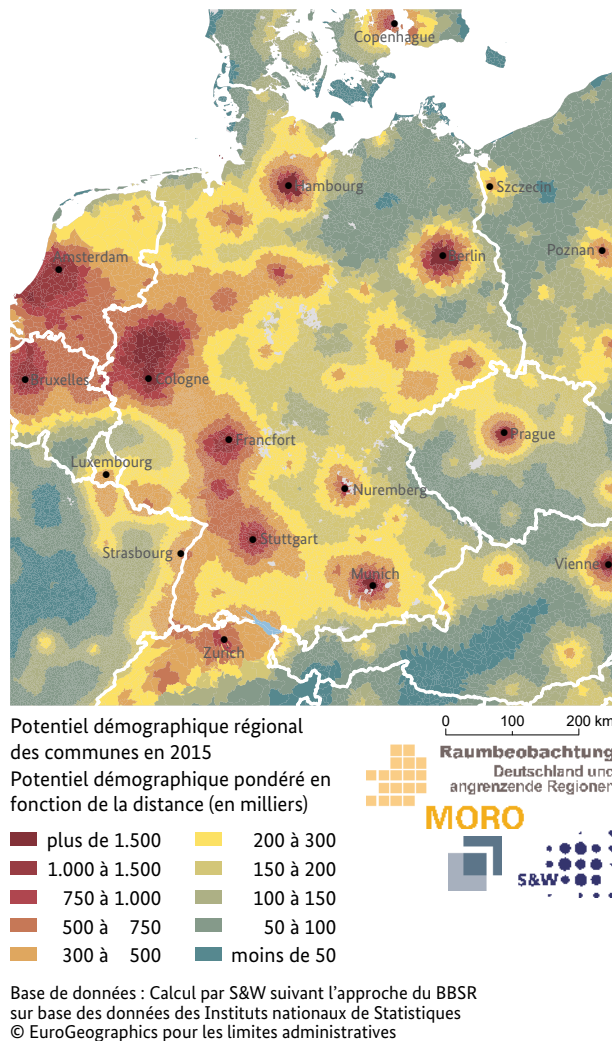 Copenhague
Hambourg
Szczecin
Amsterdam
Berlin
Poznan
Bruxelles
Cologne
Francfort
Prague
Luxembourg
Nuremberg
Strasbourg
Stuttgart
Vienne
Munich
Zurich
Potentiel démographique régional
des communes en 2015
Potentiel démographique pondéré en
fonction de la distance (en milliers)
plus de 1.500
1.000 à 1.500
750 à 1.000
500 à 750
300 à 500
200 à 300
150 à 200
100 à 150
50 à 100
moins de 50
0 100 200 km
Raumbeobachtung
Deutschland und
angrenzende Regionen
MORO
S&W
Base de données : Calcul par S&W suivant l'approche du BBSR
sur base des données des Instituts nationaux de Statistiques
© EuroGeographics pour les limites administratives